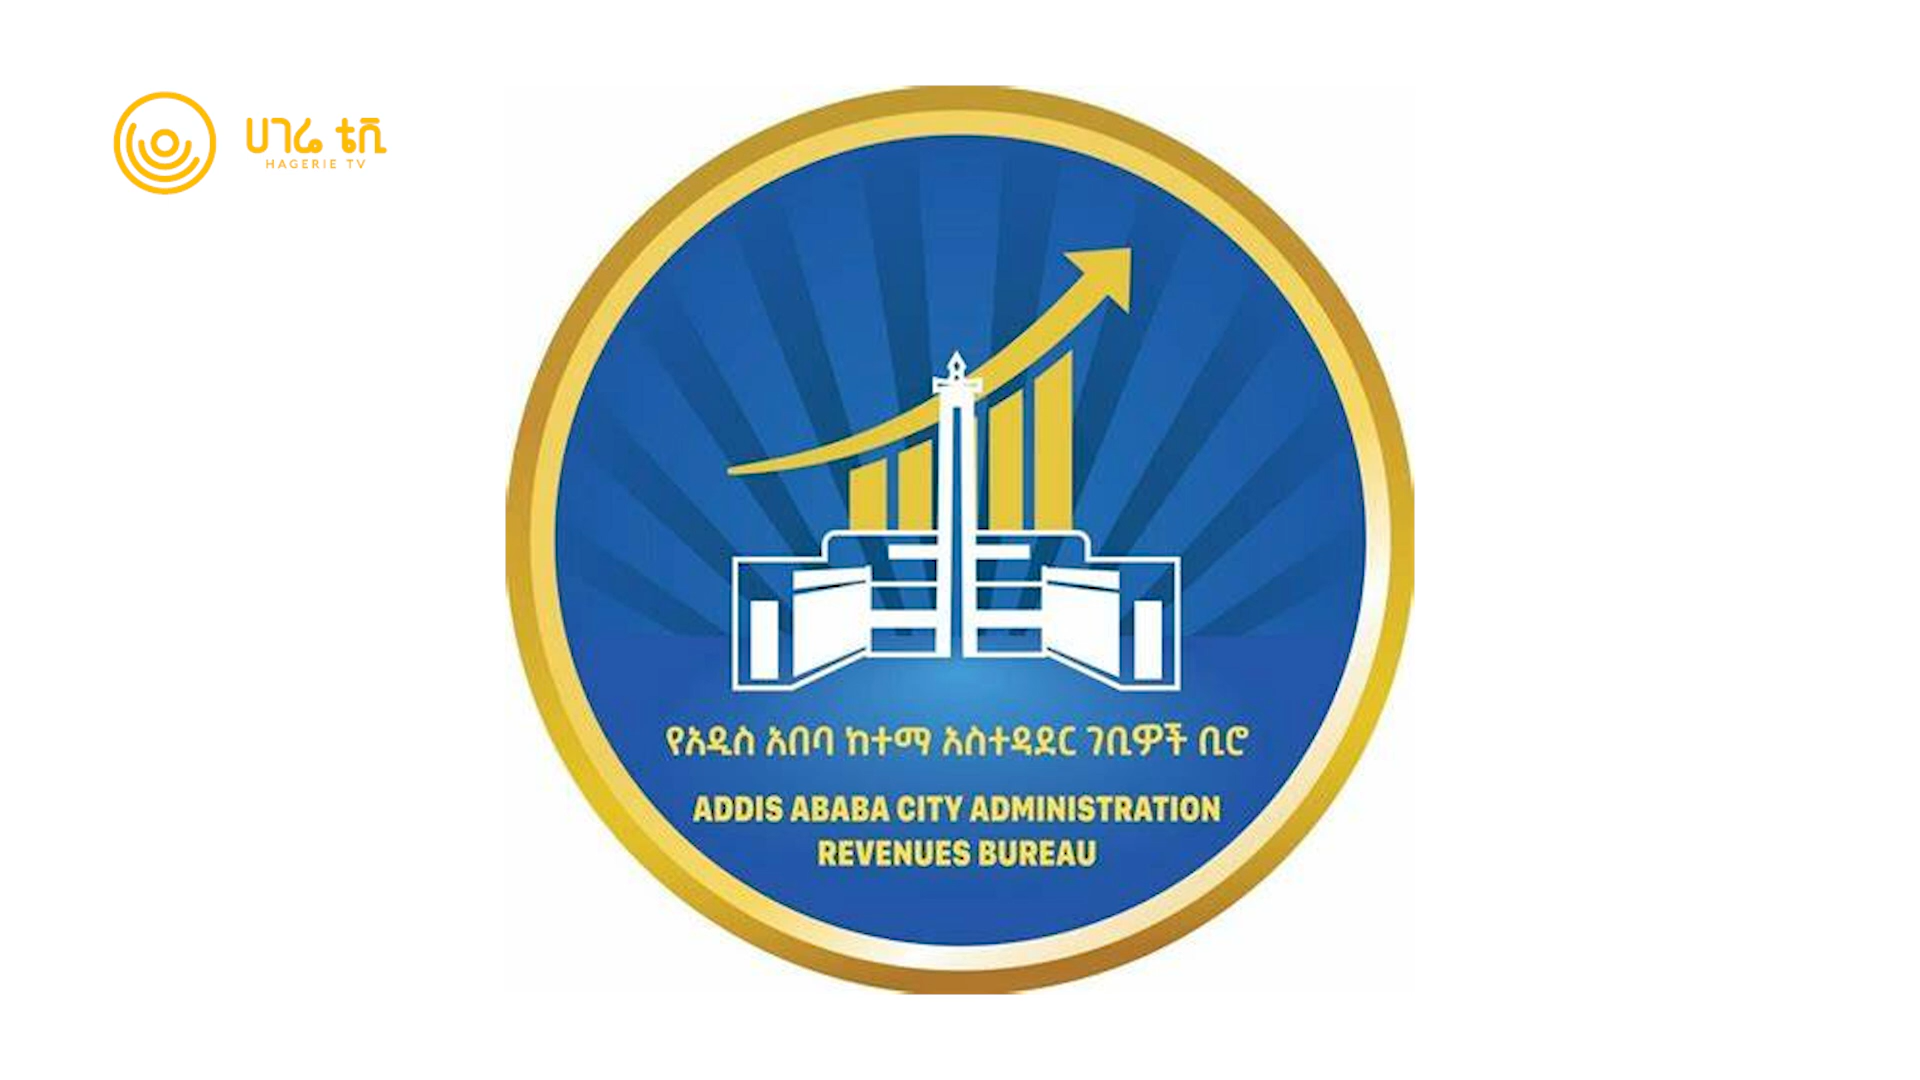 ሀገሬ ቴቪ
HAGERIE TV
የአዲስ አበባ ከተማ አስተዳደር ገቢዎች ቢሮ
ADDIS ABABA CITY ADMINISTRATION
REVENUES BUREAU